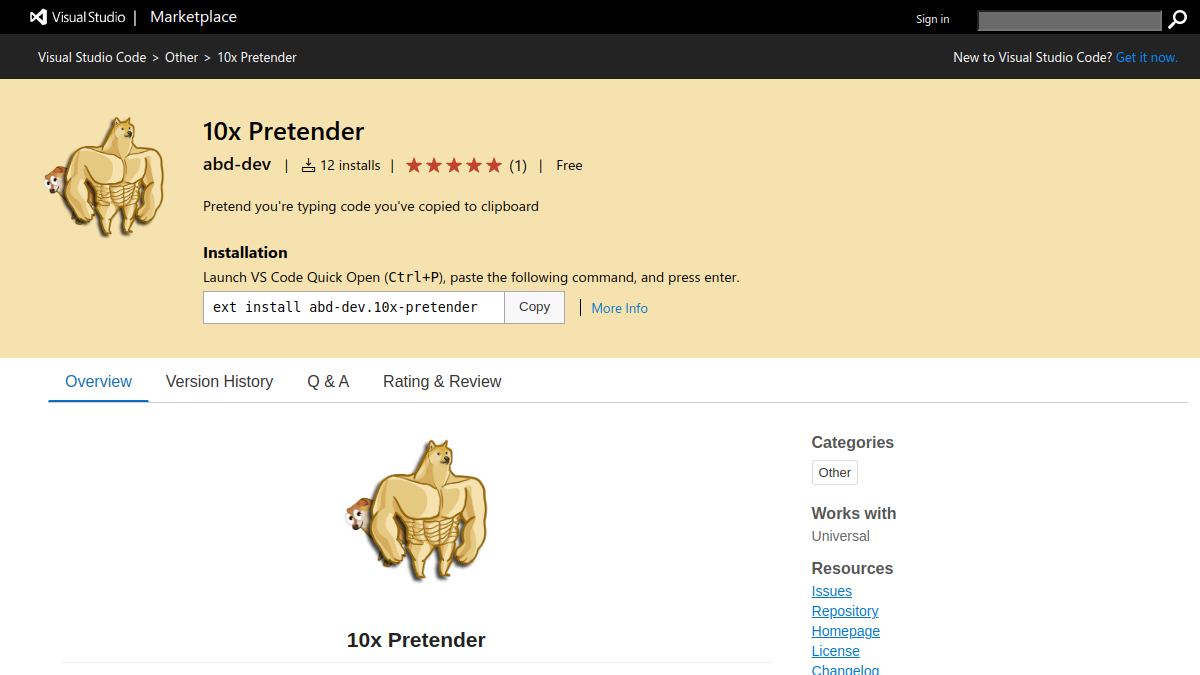 Visual Studio | Marketplace
Sign in
Visual Studio Code > Other > 10x Pretender
New to Visual Studio Code? Get it now.
10x Pretender
abd-dev | 12 installs | (1) | Free
Pretend you're typing code you've copied to clipboard
Installation
Launch VS Code Quick Open (Ctrl+P), paste the following command, and press enter.
ext install abd-dev.10x-pretender Copy | More Info
Overview Version History Q & A Rating & Review
10x Pretender
Categories
Other
Works with
Universal
Resources
Issues
Repository
Homepage
License
Changelog